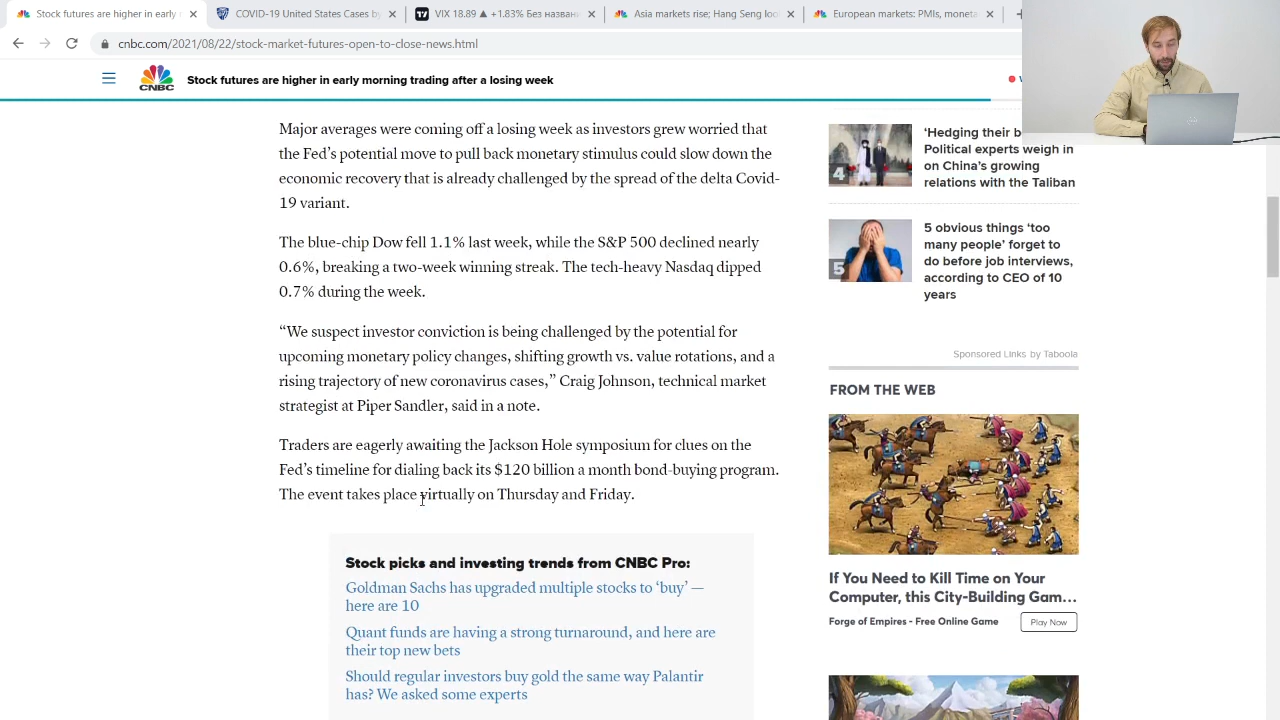 Stock futures are higher in early
COVID-19 United States Cases by
VIX 18.89 ▲ +1.83% Без назван
Asia markets rise; Hang Seng loo
European markets: PMIs, moneta
cnbc.com/2021/08/22/stock-market-futures-open-to-close-news.html
CNBC
Stock futures are higher in early morning trading after a losing week
Major averages were coming off a losing week as investors grew worried that
the Fed’s potential move to pull back monetary stimulus could slow down the
economic recovery that is already challenged by the spread of the delta Covid-
19 variant.
The blue-chip Dow fell 1.1% last week, while the S&P 500 declined nearly
0.6%, breaking a two-week winning streak. The tech-heavy Nasdaq dipped
0.7% during the week.
“We suspect investor conviction is being challenged by the potential for
upcoming monetary policy changes, shifting growth vs. value rotations, and a
rising trajectory of new coronavirus cases,” Craig Johnson, technical market
strategist at Piper Sandler, said in a note.
Traders are eagerly awaiting the Jackson Hole symposium for clues on the
Fed’s timeline for dialing back its $120 billion a month bond-buying program.
The event takes place virtually on Thursday and Friday.
Stock picks and investing trends from CNBC Pro:
Goldman Sachs has upgraded multiple stocks to ‘buy’ —
here are 10
Quant funds are having a strong turnaround, and here are
their top new bets
Should regular investors buy gold the same way Palantir
has? We asked some experts
4
‘Hedging their b
Political experts weigh in
on China’s growing
relations with the Taliban
5
5 obvious things ‘too
many people’ forget to
do before job interviews,
according to CEO of 10
years
Sponsored Links by Taboola
FROM THE WEB
If You Need to Kill Time on Your
Computer, this City-Building Gam…
Forge of Empires - Free Online Game
Play Now